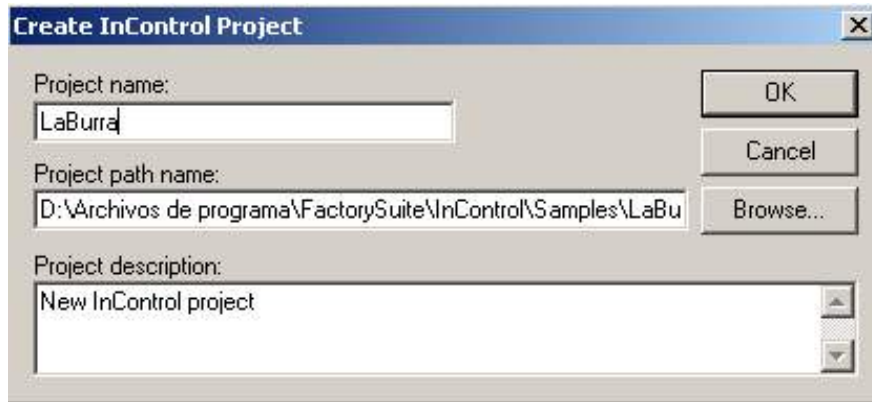 Create InControl Project
Project name:
LaBurra
Project path name:
D:\Archivos de programa\FactorySuite\InControl\Samples\LaBu
Project description:
New InControl project
OK
Cancel
Browse...